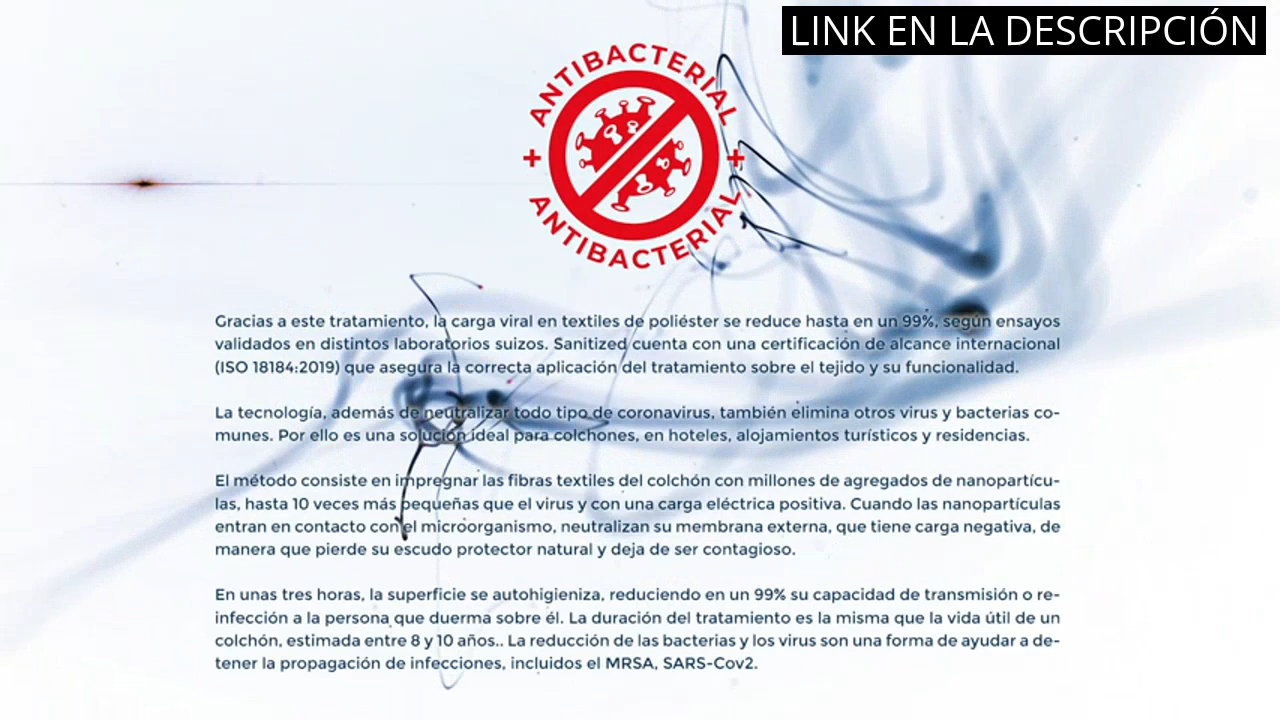 LINK EN LA DESCRIPCIÓN
ANTIBACTERIAL
+ +
ANTIBACTERIAL
Gracias a este tratamiento, la carga viral en textiles de poliéster se reduce hasta en un 99%, según ensayos
validados en distintos laboratorios suizos. Sanitized cuenta con una certificación de alcance internacional
(ISO 18184:2019) que asegura la correcta aplicación del tratamiento sobre el tejido y su funcionalidad.
La tecnología, además de neutralizar todo tipo de coronavirus, también elimina otros virus y bacterias co-
munes. Por ello es una solución ideal para colchones, en hoteles, alojamientos turísticos y residencias.
El método consiste en impregnar las fibras textiles del colchón con millones de agregados de nanopartícu-
las, hasta 10 veces más pequeñas que el virus y con una carga eléctrica positiva. Cuando las nanopartículas
entran en contacto con el microorganismo, neutralizan su membrana externa, que tiene carga negativa, de
manera que pierde su escudo protector natural y deja de ser contagioso.
En unas tres horas, la superficie se autohigieniza, reduciendo en un 99% su capacidad de transmisión o re-
infección a la persona que duerma sobre él. La duración del tratamiento es la misma que la vida útil de un
colchón, estimada entre 8 y 10 años.. La reducción de las bacterias y los virus son una forma de ayudar a de-
tener la propagación de infecciones, incluidos el MRSA, SARS-Cov2.